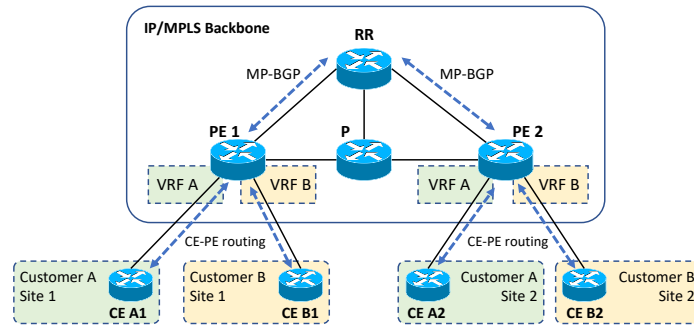 IP/MPLS Backbone
RR
MP-BGP
MP-BGP
PE 1
P
PE 2
VRF A
VRF B
VRF A
VRF B
CE-PE routing
CE-PE routing
Customer A
Site 1
CE A1
Customer B
Site 1
CE B1
Customer A
Site 2
CE A2
Customer B
Site 2
CE B2